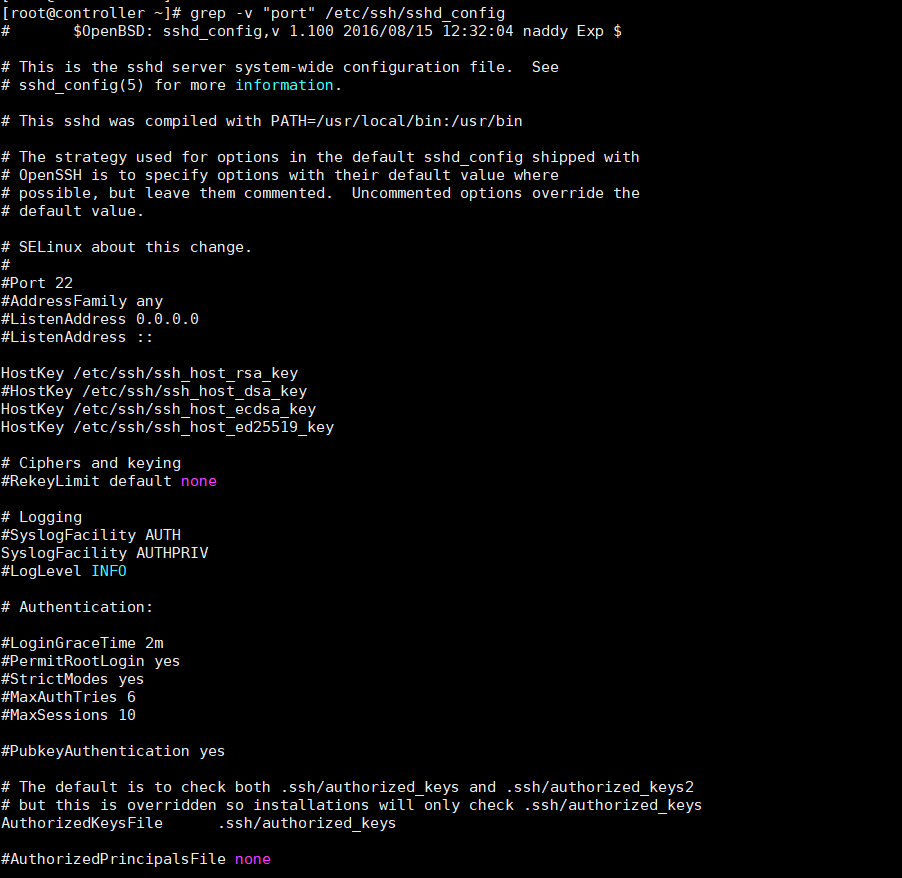 [root@controller ~]# grep -v "port" /etc/ssh/sshd_config
#       $OpenBSD: sshd_config,v 1.100 2016/08/15 12:32:04 naddy Exp $
# This is the sshd server system-wide configuration file.  See
# sshd_config(5) for more information.
# This sshd was compiled with PATH=/usr/local/bin:/usr/bin
# The strategy used for options in the default sshd_config shipped with
# OpenSSH is to specify options with their default value where
# possible, but leave them commented.  Uncommented options override the
# default value.
# SELinux about this change.
#
#Port 22
#AddressFamily any
#ListenAddress 0.0.0.0
#ListenAddress ::
HostKey /etc/ssh/ssh_host_rsa_key
#HostKey /etc/ssh/ssh_host_dsa_key
HostKey /etc/ssh/ssh_host_ecdsa_key
HostKey /etc/ssh/ssh_host_ed25519_key
# Ciphers and keying
#RekeyLimit default none
# Logging
#SyslogFacility AUTH
SyslogFacility AUTHPRIV
#LogLevel INFO
# Authentication:
#LoginGraceTime 2m
#PermitRootLogin yes
#StrictModes yes
#MaxAuthTries 6
#MaxSessions 10
#PubkeyAuthentication yes
# The default is to check both .ssh/authorized_keys and .ssh/authorized_keys2
# but this is overridden so installations will only check .ssh/authorized_keys
AuthorizedKeysFile      .ssh/authorized_keys
#AuthorizedPrincipalsFile none